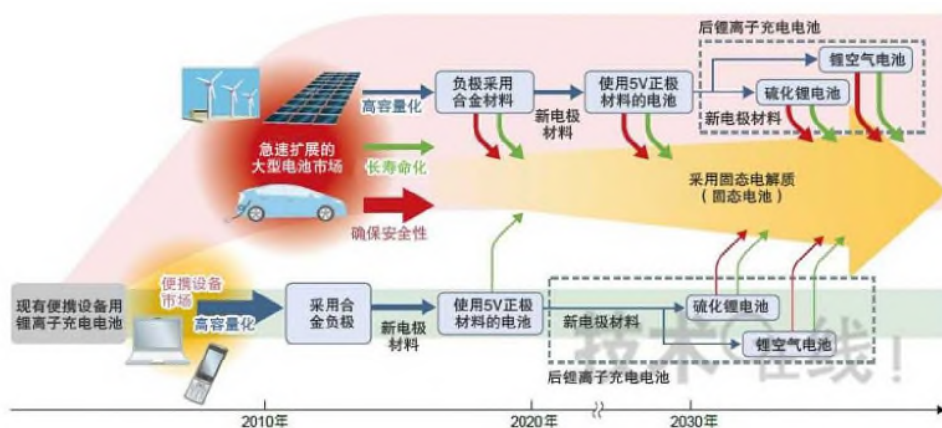 后锂离子充电电池
锂空气电池
负极采用
合金材料
使用5V正极
材料的电池
硫化锂电池
高容量化
新电极
材料
新电极材料
急速扩展的
大型电池市场
长寿命化
采用固态电解质
（固态电池）
确保安全性
便携设备
市场
现有便携设备用
锂离子充电电池
高容量化
采用合
金负极
新电极
材料
使用5V正极
材料的电池
新电极材料
硫化锂电池
锂空气电池
后锂离子充电电池
技术在线！
2010年
2020年
2030年